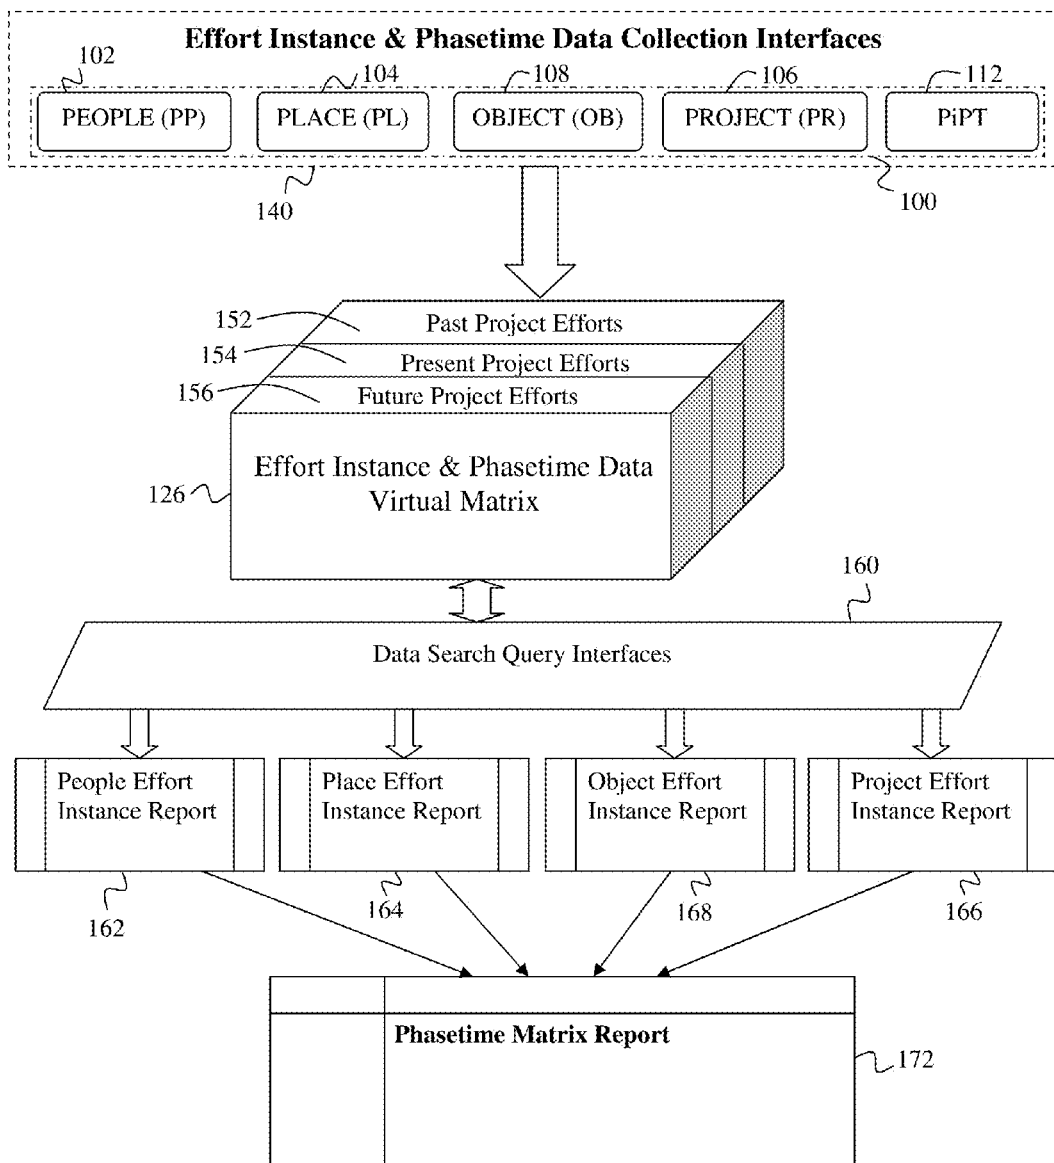 Effort Instance & Phasetime Data Collection Interfaces
102
104
108
106
112
PEOPLE (PP)
PLACE (PL)
OBJECT (OB)
PROJECT (PR)
PiPT
140
100
152
Past Project Efforts
154
Present Project Efforts
156
Future Project Efforts
Effort Instance & Phasetime Data
Virtual Matrix
126
160
Data Search Query Interfaces
People Effort
Instance Report
Place Effort
Instance Report
Object Effort
Instance Report
Project Effort
Instance Report
162
164
168
166
Phasetime Matrix Report
172